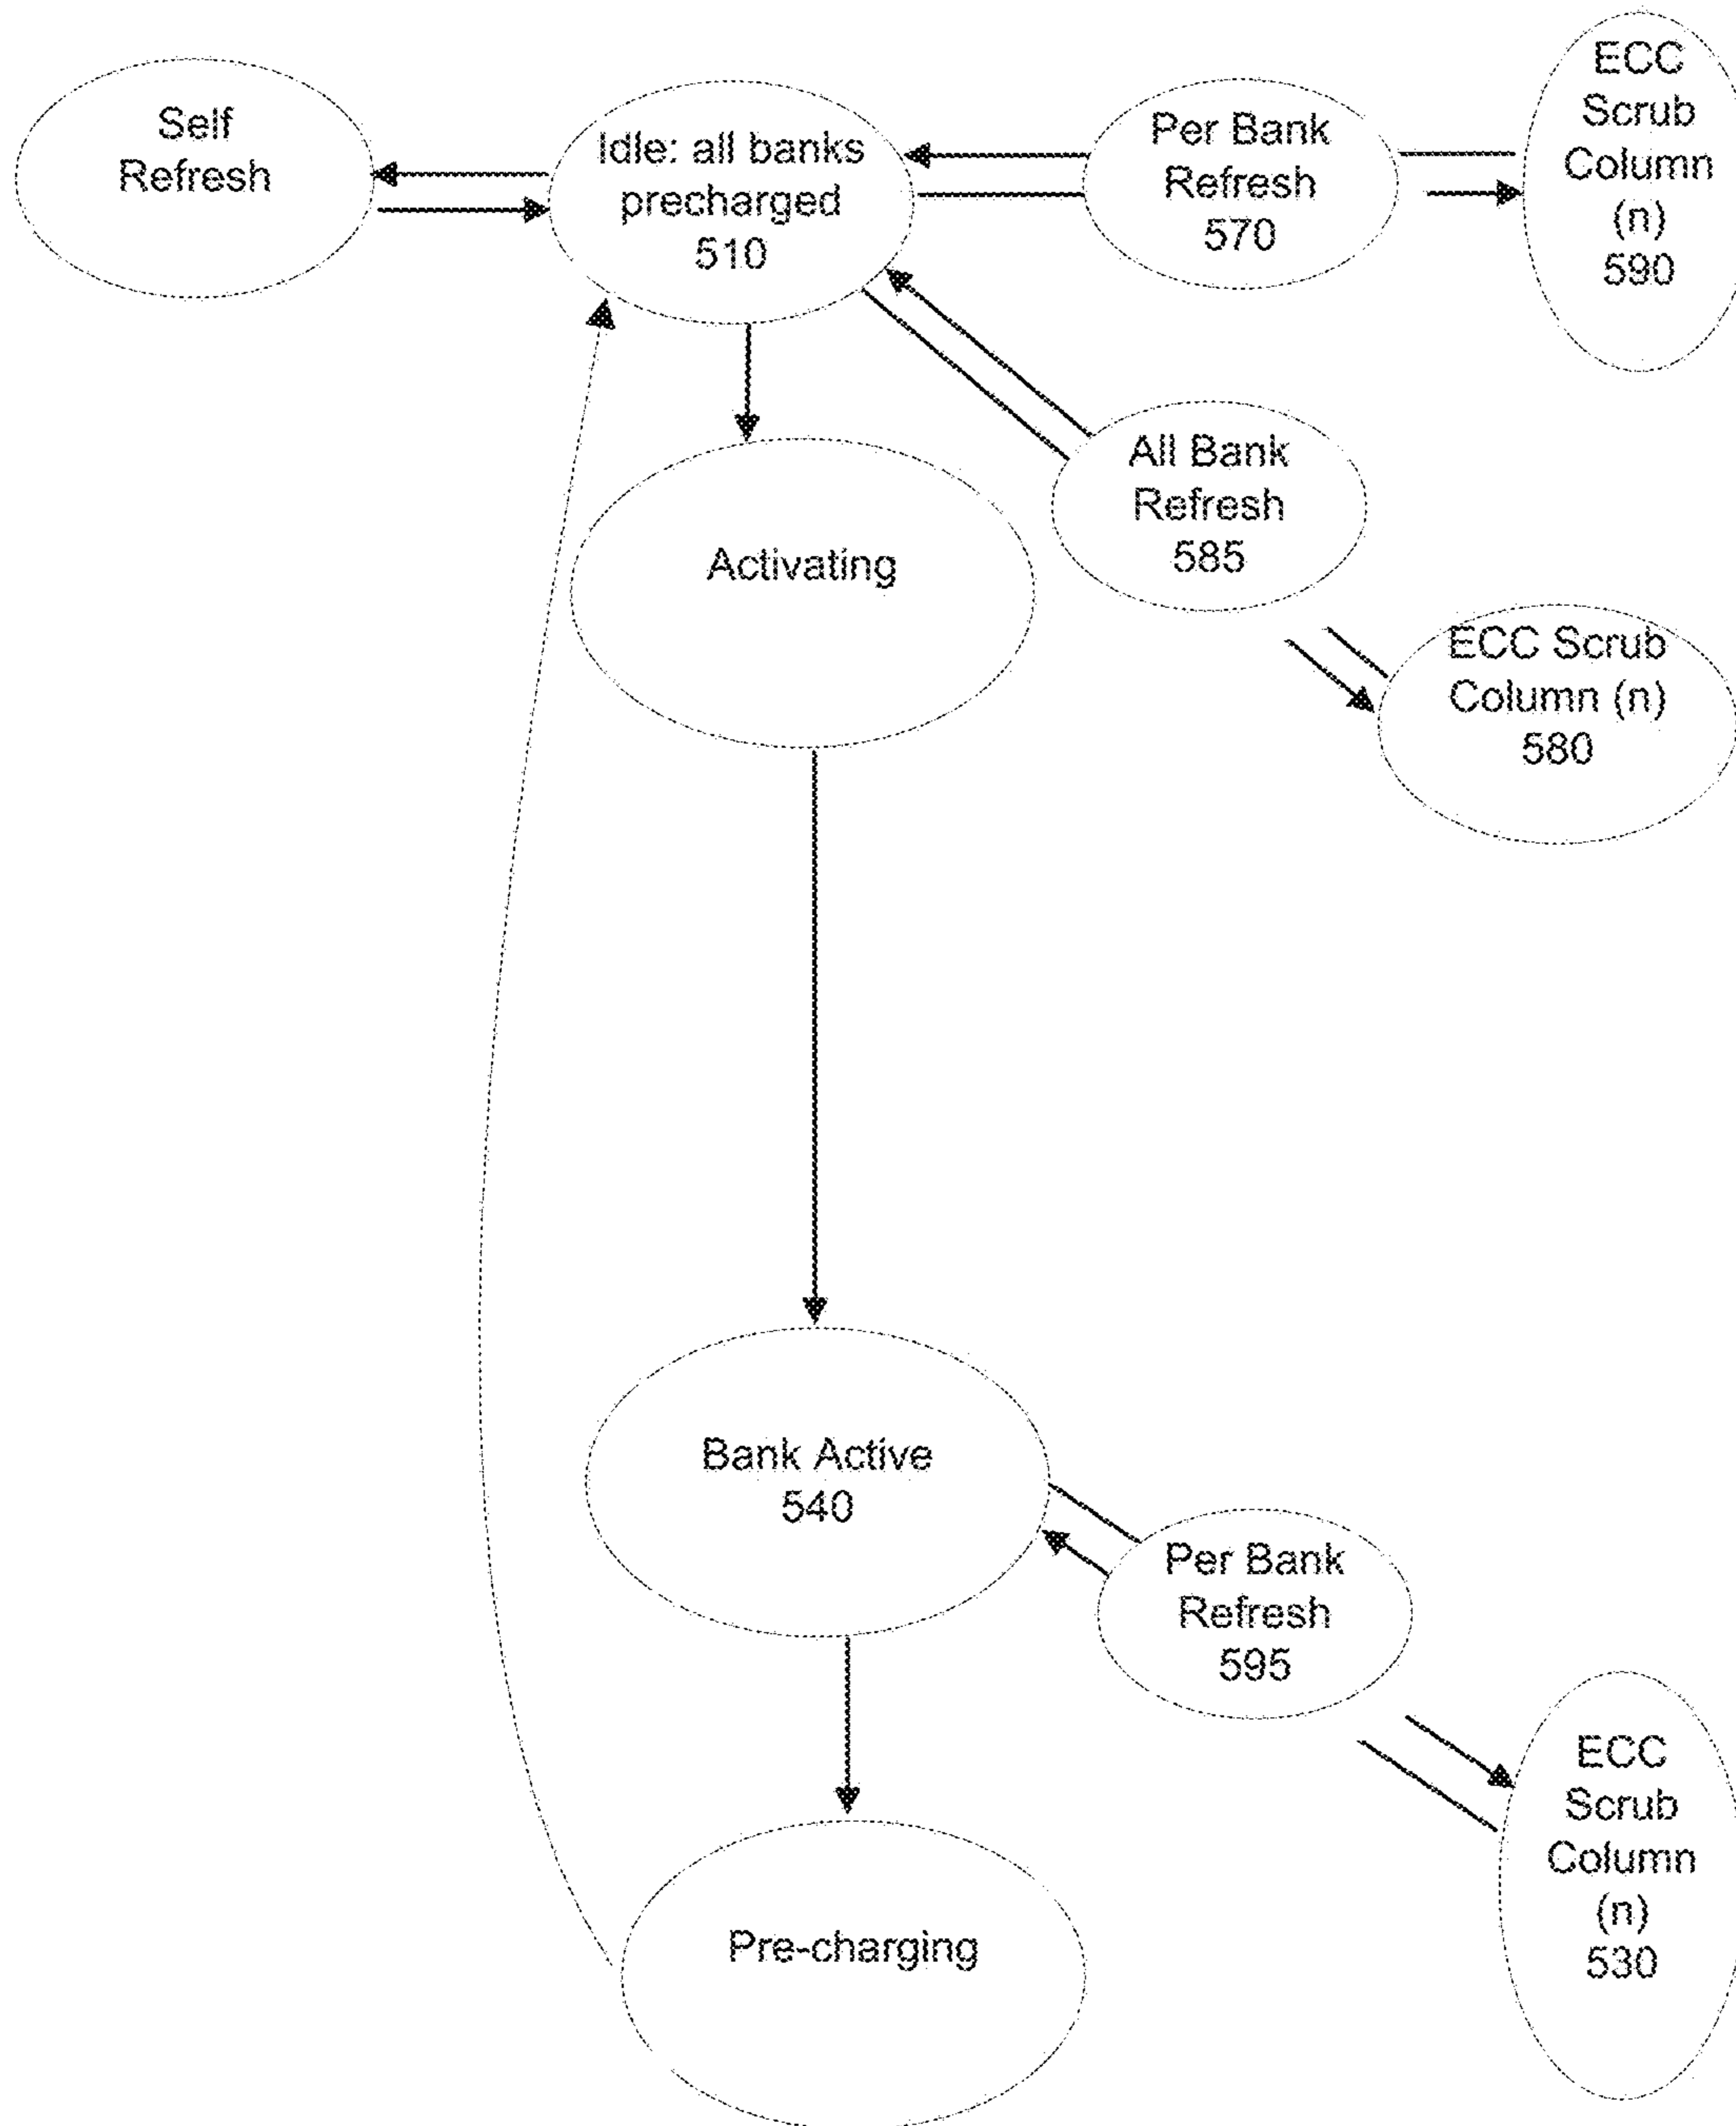 Self
Refresh
Idle: all banks
precharged
510
Per Bank
Refresh
570
ECC
Scrub
Column
(n)
590
All Bank
Refresh
585
Activating
ECC Scrub
Column (n)
580
Bank Active
540
Per Bank
Refresh
595
ECC
Scrub
Column
(n)
530
Pre-charging